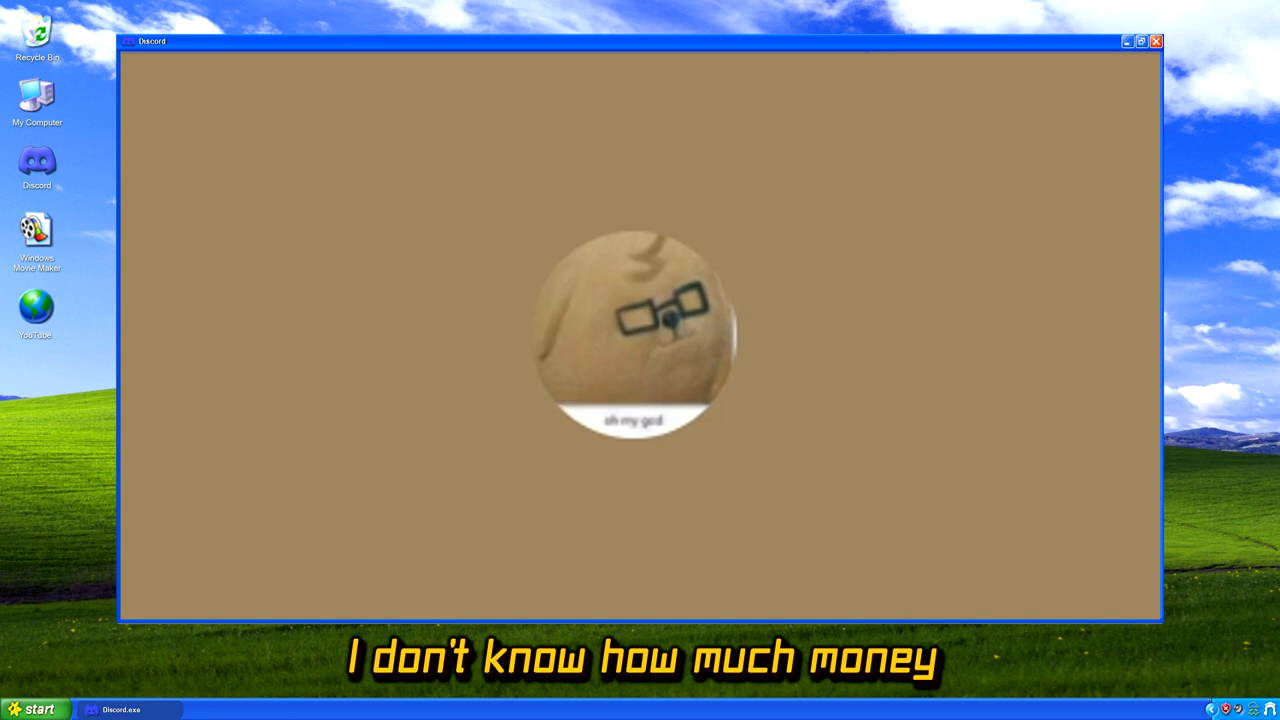 Discord
Recycle Bin
My Computer
Discord
Windows
Movie Maker
YouTube
oh my god
I don't know how much money
start
Discord.exe